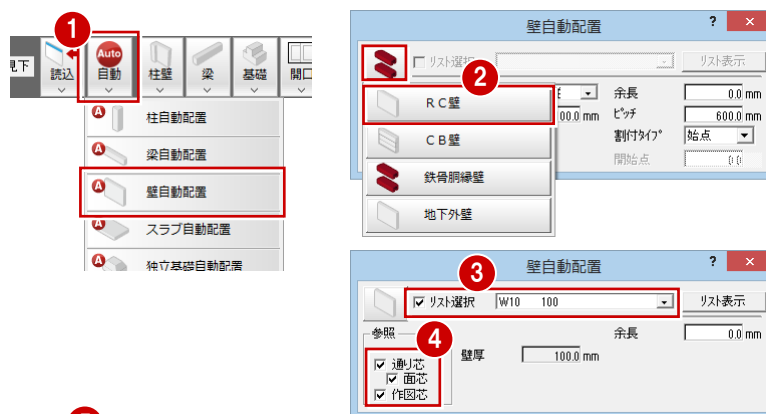 1
見下
読込
Auto
自動
柱壁
梁
基礎
開口
A
柱自動配置
A
梁自動配置
A
壁自動配置
A
スラブ自動配置
A
独立基礎自動配置
壁自動配置 ? ×
リスト選択
リスト表示
2
RC壁
CB壁
鉄骨胴縁壁
地下外壁
00.0 mm
余長 0.0 mm
ピッチ 600.0 mm
割付タイプ 始点
開始点 0.0
壁自動配置 ? ×
3
リスト選択 W10 100 リスト表示
参照
4
通り芯
面芯
作図芯
壁厚 100.0 mm
余長 0.0 mm